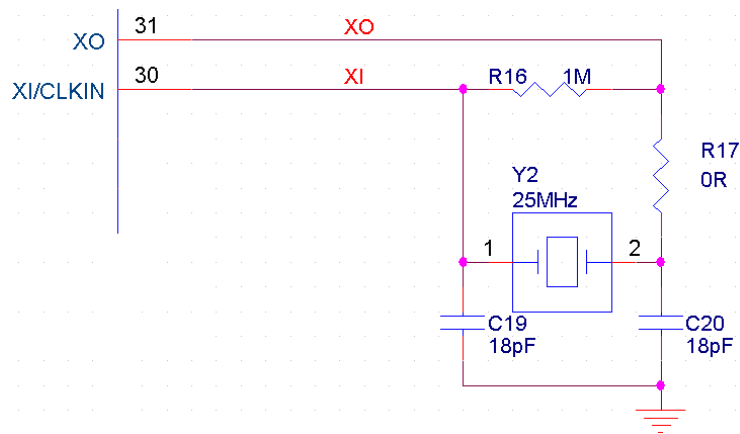 31
XO
XO
30
XI/CLKIN
XI
R16 1M
R17
0R
Y2
25MHz
1
2
C19
18pF
C20
18pF